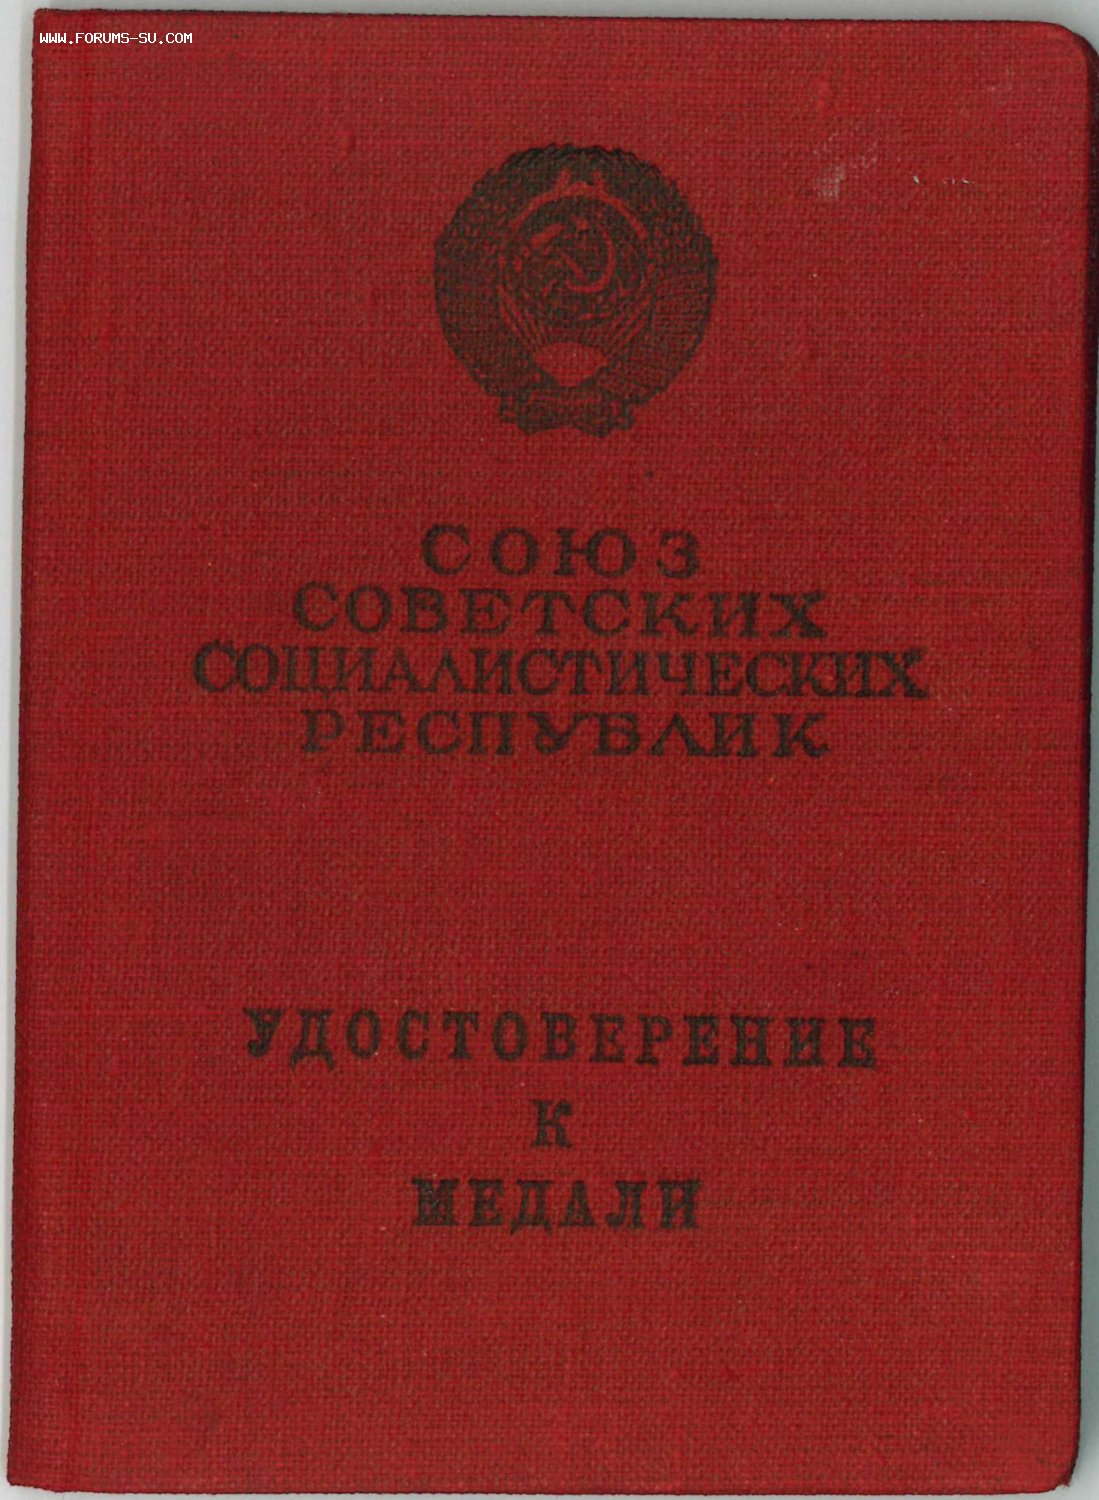 WWW.FORUMS-SU.COM
СОЮЗ
СОВЕТСКИХ
СОЦИАЛИСТИЧЕСКИХ
РЕСПУБЛИК
УДОСТОВЕРЕНИЕ
К
МЕДАЛИ